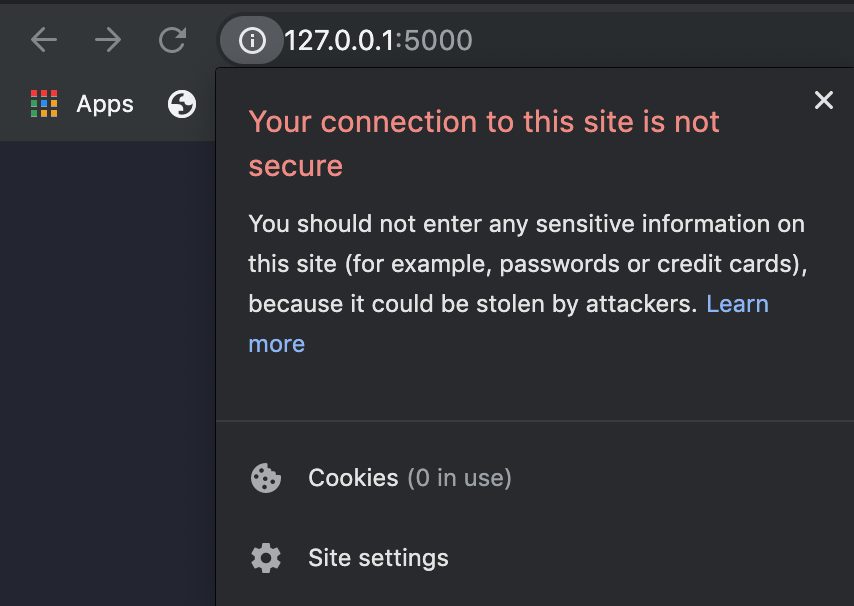 127.0.0.1:5000
Apps
Your connection to this site is not
secure
You should not enter any sensitive information on
this site (for example, passwords or credit cards),
because it could be stolen by attackers. Learn
more
Cookies (0 in use)
Site settings